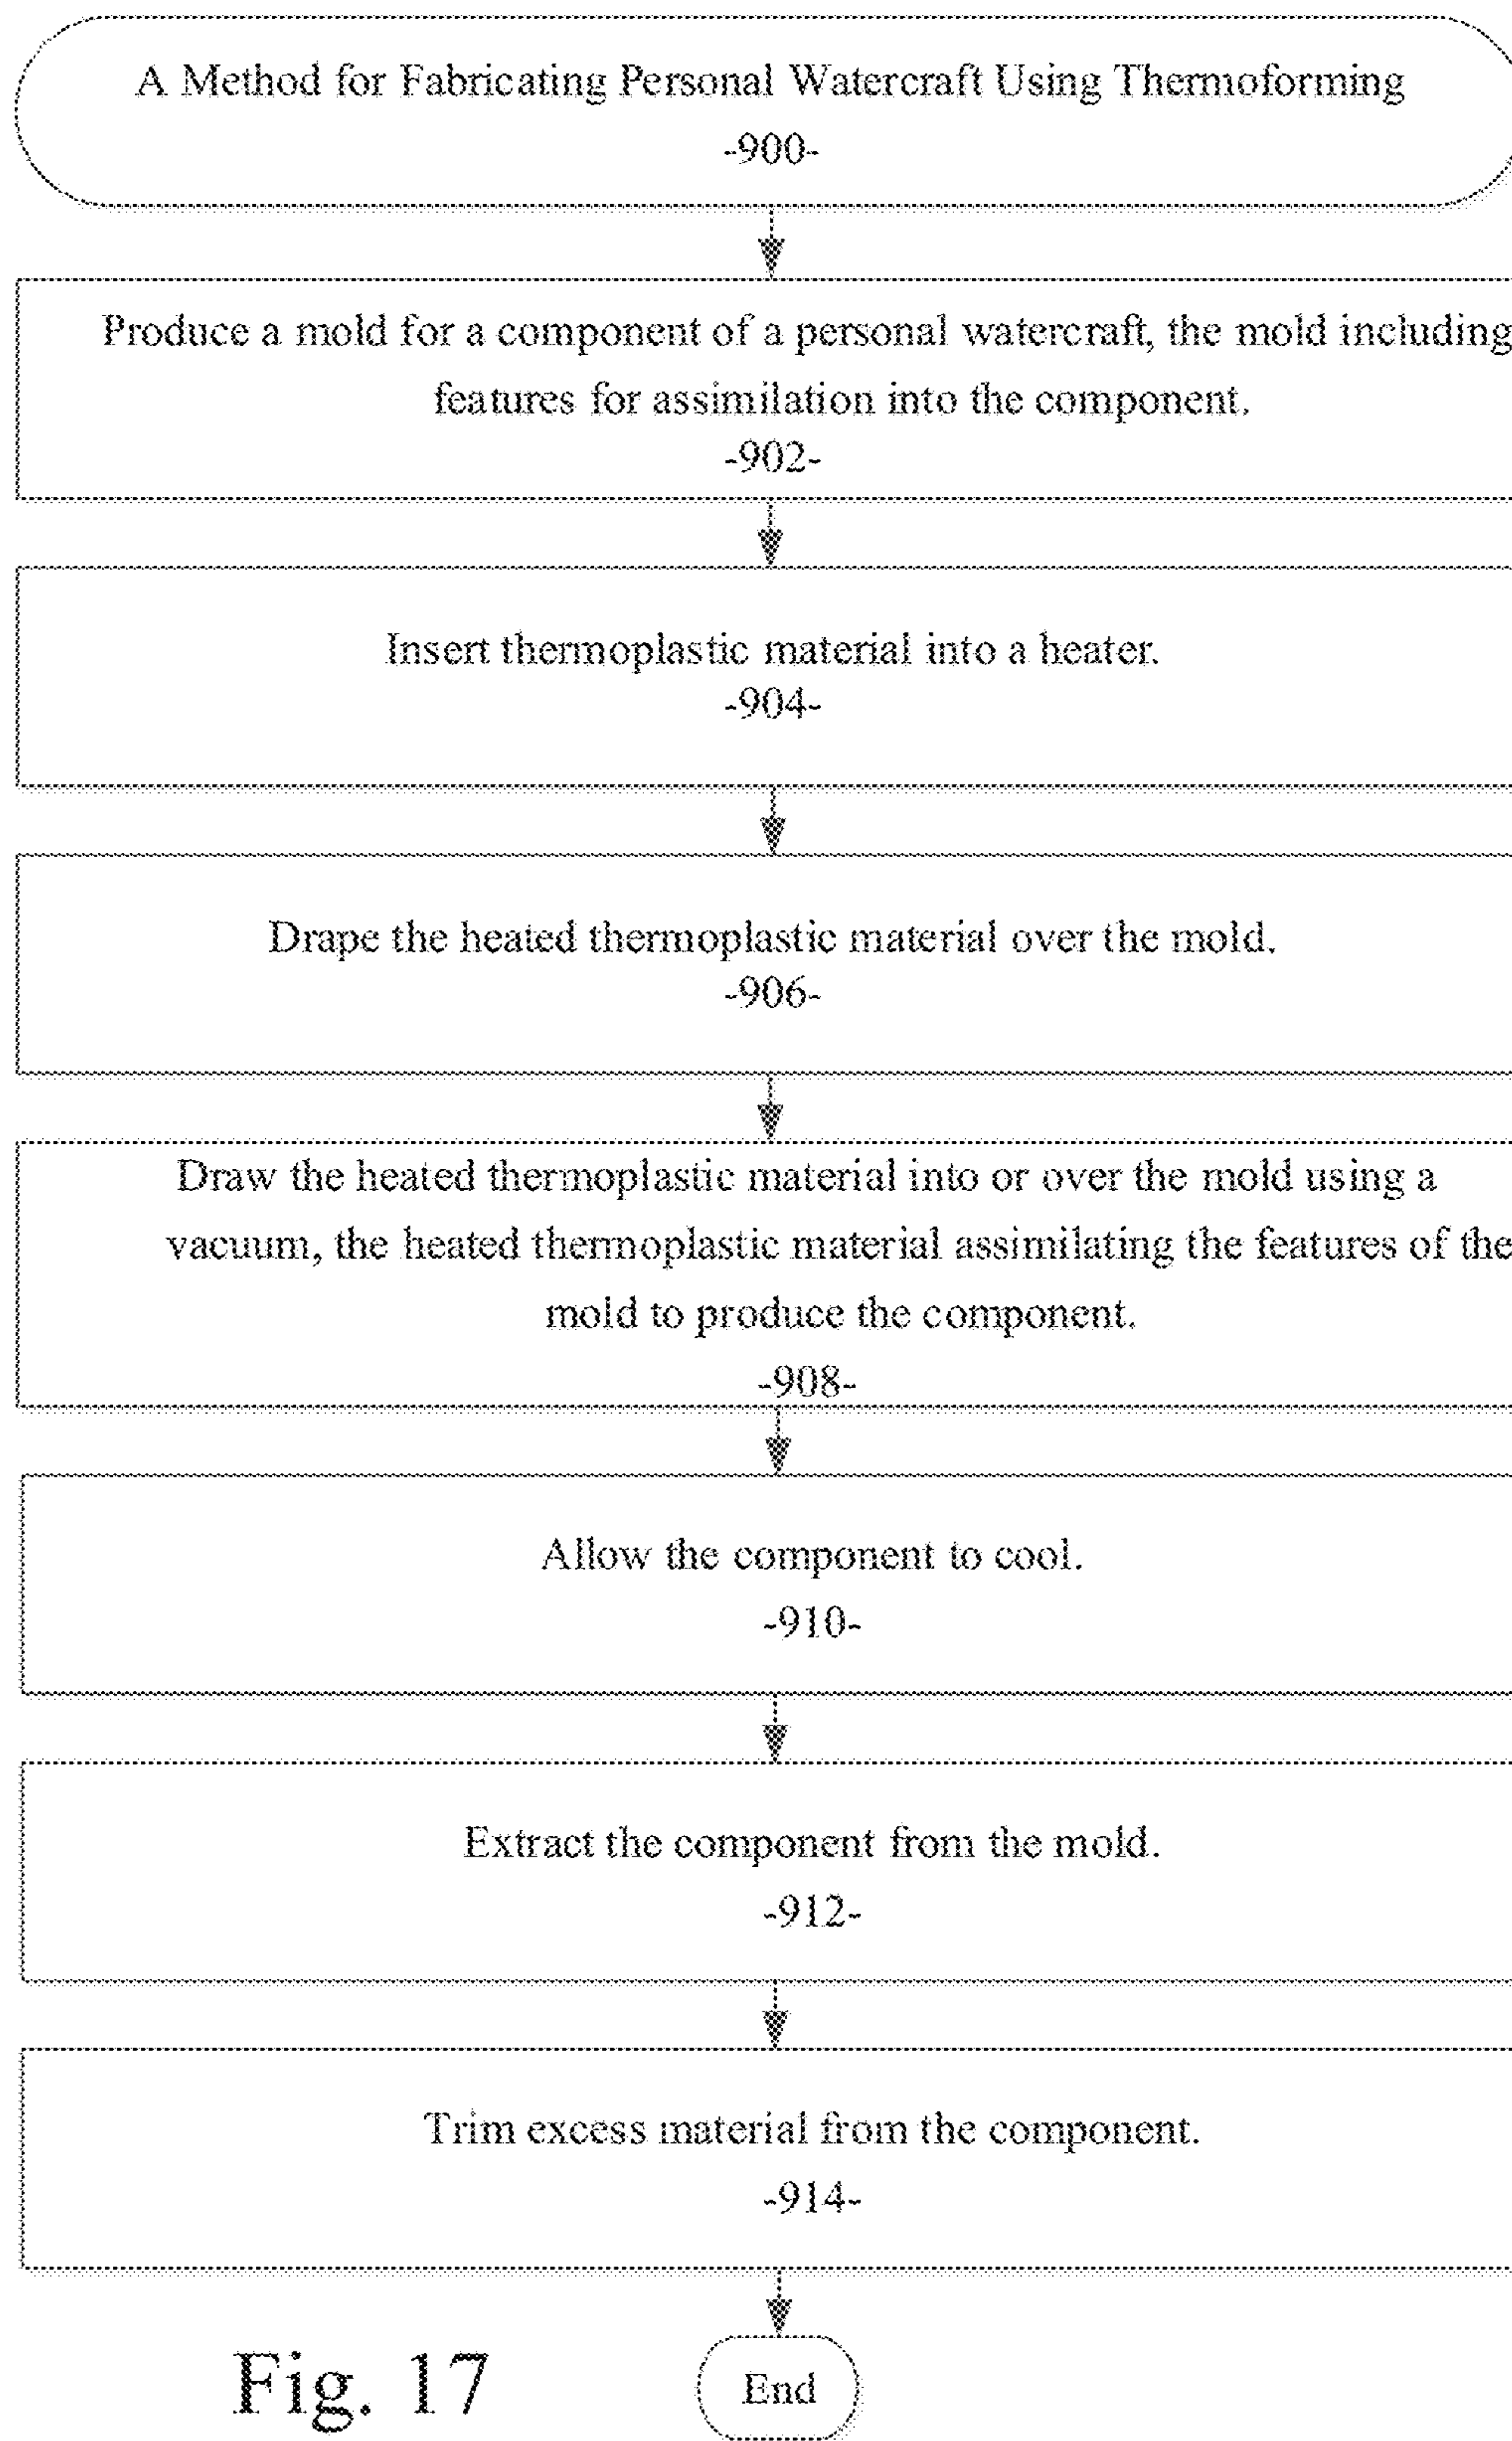 A Method for Fabricating Personal Watercraft Using Thermoforming
-900-
Produce a mold for a component of a personal watercraft, the mold including
features for assimilation into the component.
-902-
Insert thermoplastic material into a heater.
-904-
Drape the heated thermoplastic material over the mold.
-906-
Draw the heated thermoplastic material into or over the mold using a
vacuum, the heated thermoplastic material assimilating the features of the
mold to produce the component.
-908-
Allow the component to cool.
-910-
Extract the component from the mold.
-912-
Trim excess material from the component.
-914-
End
Fig. 17